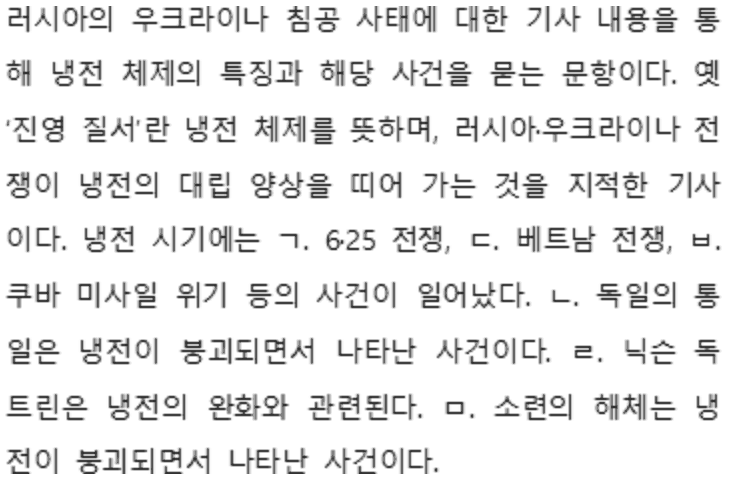 러시아의 우크라이나 침공 사태에 대한 기사 내용을 통
해 냉전 체제의 특징과 해당 사건을 묻는 문항이다. 옛
‘진영 질서’란 냉전 체제를 뜻하며, 러시아·우크라이나 전
쟁이 냉전의 대립 양상을 띠어 가는 것을 지적한 기사
이다. 냉전 시기에는 ㄱ. 6·25 전쟁, ㄷ. 베트남 전쟁, ㅂ.
쿠바 미사일 위기 등의 사건이 일어났다. ㄴ. 독일의 통
일은 냉전이 붕괴되면서 나타난 사건이다. ㄹ. 닉슨 독
트린은 냉전의 완화와 관련된다. ㅁ. 소련의 해체는 냉
전이 붕괴되면서 나타난 사건이다.